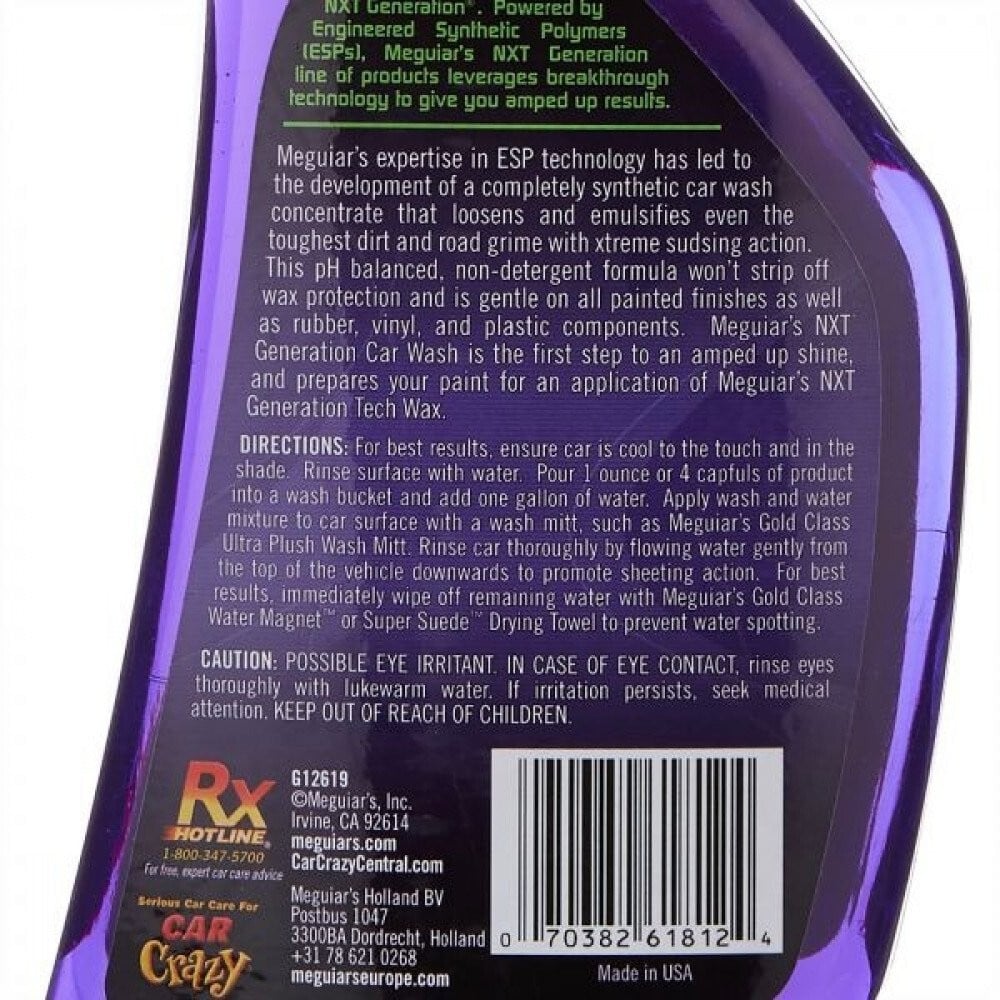 NXT Generation®. Powered by
Engineered Synthetic Polymers
(ESPs), Meguiar's NXT Generation
line of products leverages breakthrough
technology to give you amped up results.
Meguiar's expertise in ESP technology has led to
the development of a completely synthetic car wash
concentrate that loosens and emulsifies even the
toughest dirt and road grime with xtreme sudsing action.
This pH balanced, non-detergent formula won't strip off
wax protection and is gentle on all painted finishes as well
as rubber, vinyl, and plastic components. Meguiar's NXT
Generation Car Wash is the first step to an amped up shine,
and prepares your paint for an application of Meguiar's NXT
Generation Tech Wax.
DIRECTIONS: For best results, ensure car is cool to the touch and in the
shade. Rinse surface with water. Pour 1 ounce or 4 capfuls of product
into a wash bucket and add one gallon of water. Apply wash and water
mixture to car surface with a wash mitt, such as Meguiar's Gold Class
Ultra Plush Wash Mitt. Rinse car thoroughly by flowing water gently from
the top of the vehicle downwards to promote sheeting action. For best
results, immediately wipe off remaining water with Meguiar's Gold Class
Water Magnet™ or Super Suede™ Drying Towel to prevent water spotting.
CAUTION: POSSIBLE EYE IRRITANT. IN CASE OF EYE CONTACT, rinse eyes
thoroughly with lukewarm water. If irritation persists, seek medical
attention. KEEP OUT OF REACH OF CHILDREN.
Rx
HOTLINE®
1-800-347-5700
For free, expert car care advice
Serious Car Care For
CAR
Crazy
G12619
©Meguiar's, Inc.
Irvine, CA 92614
meguiars.com
CarCrazyCentral.com
Meguiar's Holland BV
Postbus 1047
3300BA Dordrecht, Holland
+31 78 621 0268
meguiarseurope.com
0 70382 61812 4
Made in USA